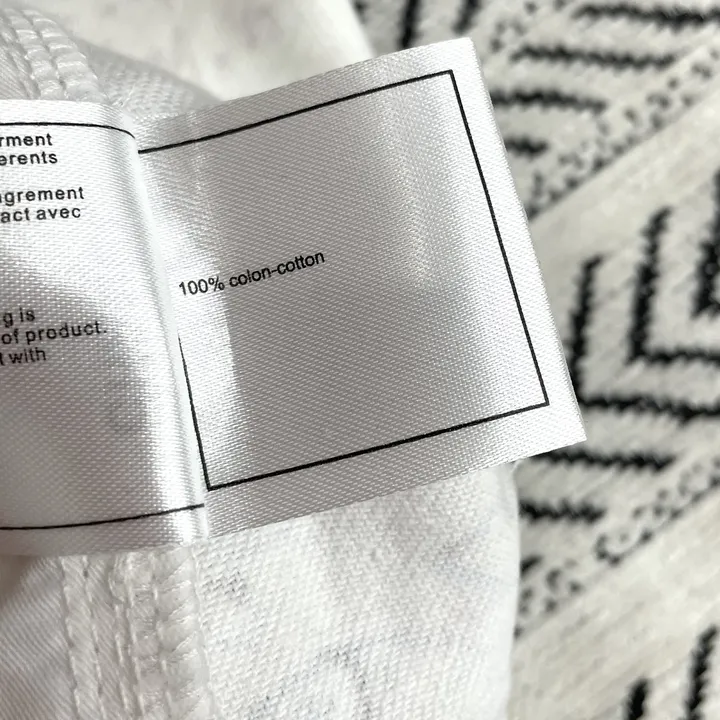 rment
erents
agrement
act avec
g is
of product.
t with
100% colon-cotton